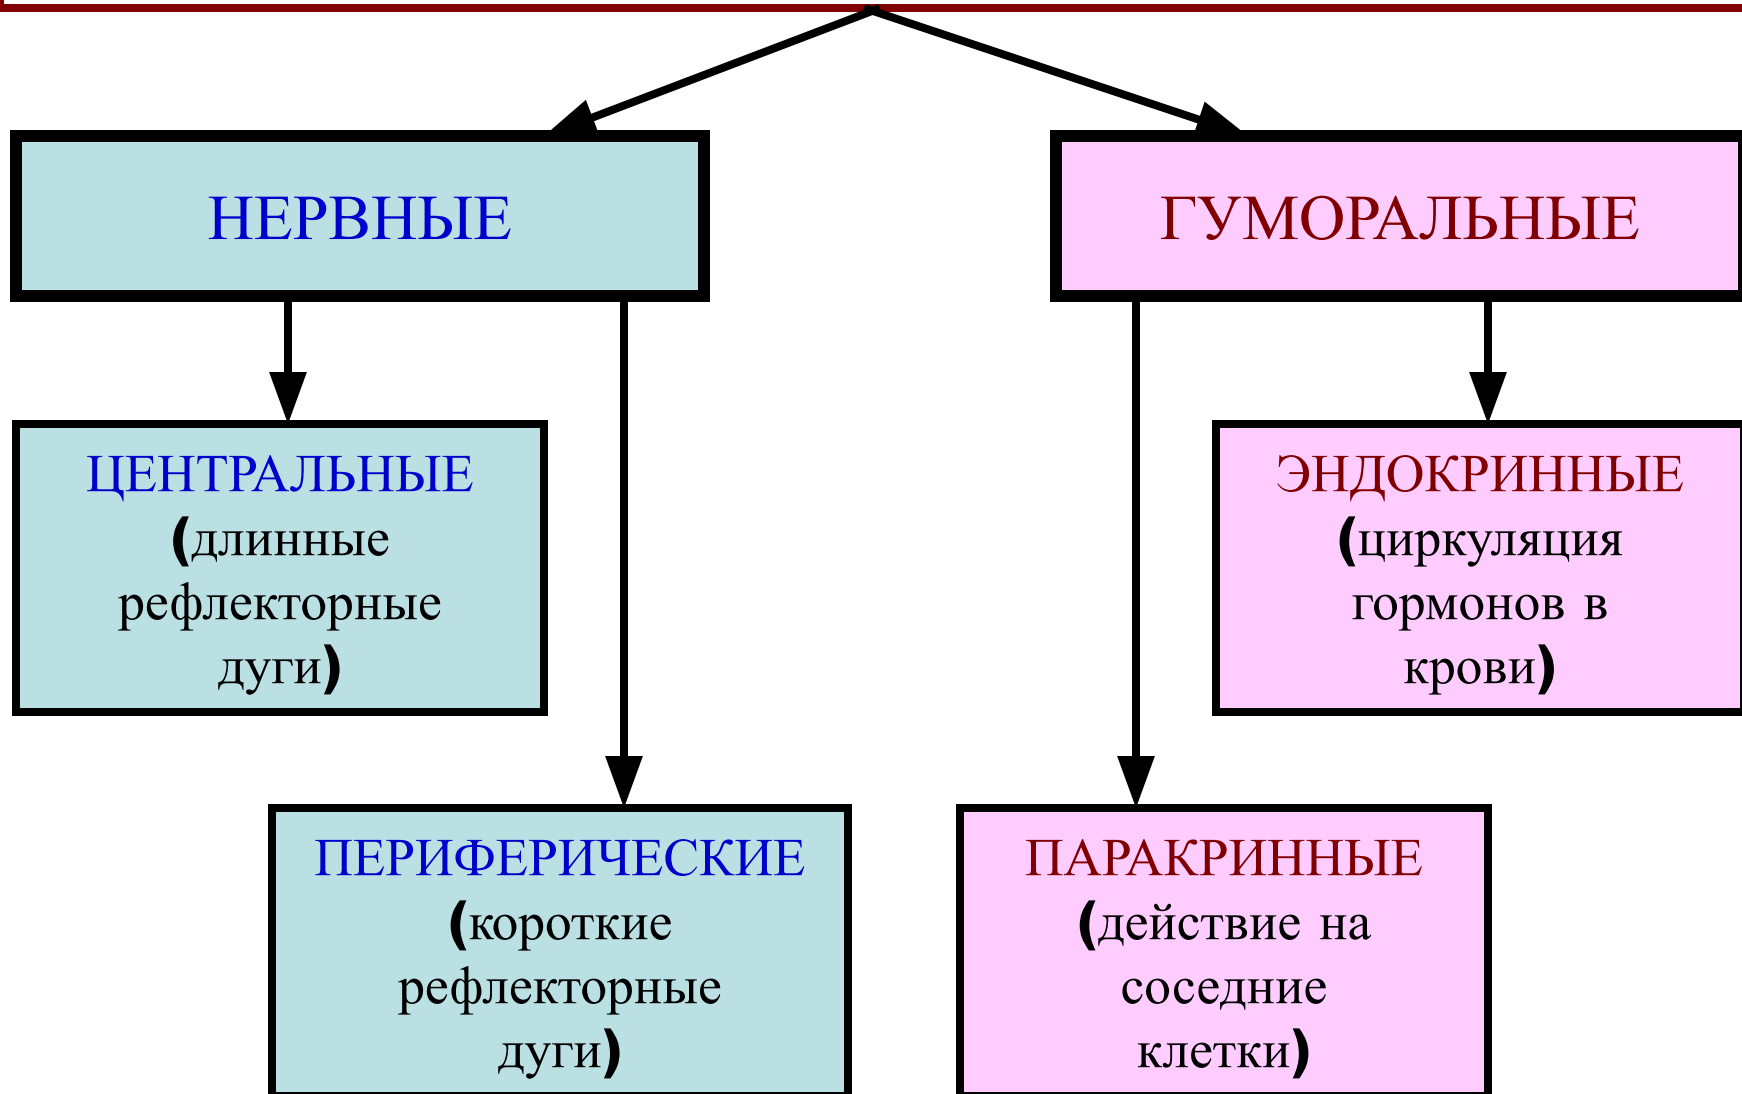 НЕРВНЫЕ
ГУМОРАЛЬНЫЕ
ЦЕНТРАЛЬНЫЕ
(длинные
рефлекторные
дуги)
ЭНДОКРИННЫЕ
(циркуляция
гормонов в
крови)
ПЕРИФЕРИЧЕСКИЕ
(короткие
рефлекторные
дуги)
ПАРАКРИННЫЕ
(действие на
соседние
клетки)